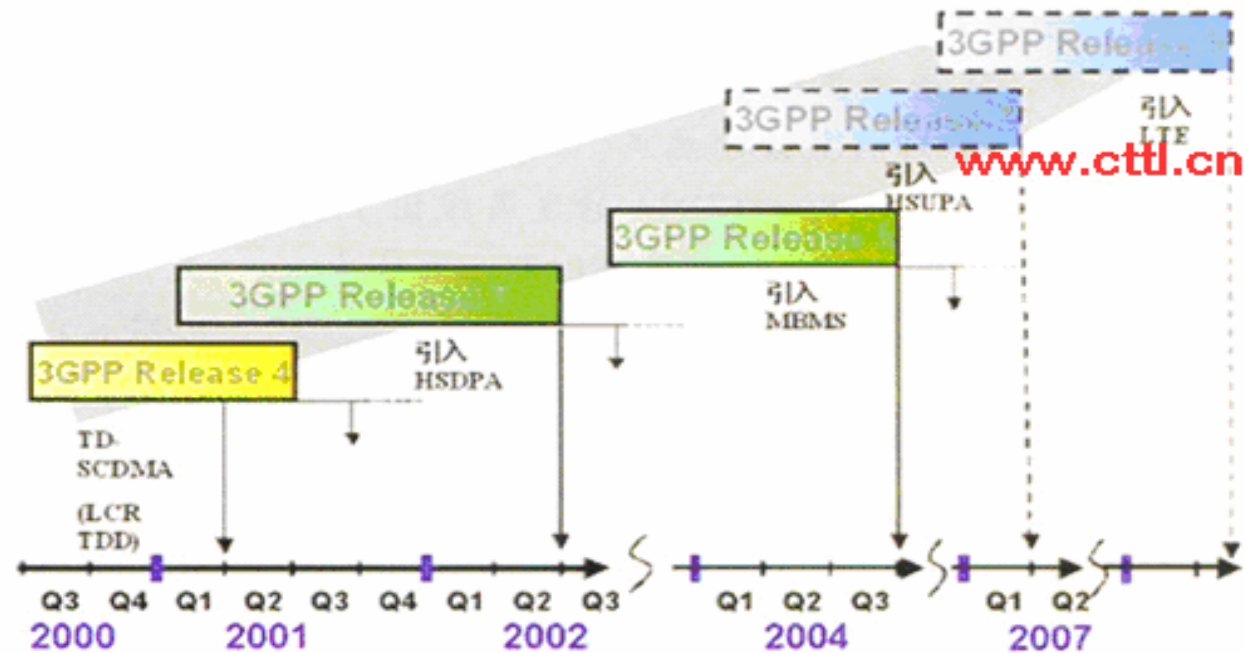 3GPP Release
引入
LTE
3GPP Release
www.cttl.cn
引入
HSUPA
3GPP Release
引入
MBMS
3GPP Release
引入
HSDPA
3GPP Release 4
TD-
SCDMA
(LCR
TDD)
Q3 Q4 Q1 Q2 Q3 Q4 Q1 Q2 Q3 Q1 Q2 Q3 Q1 Q2
2000 2001 2002 2004 2007